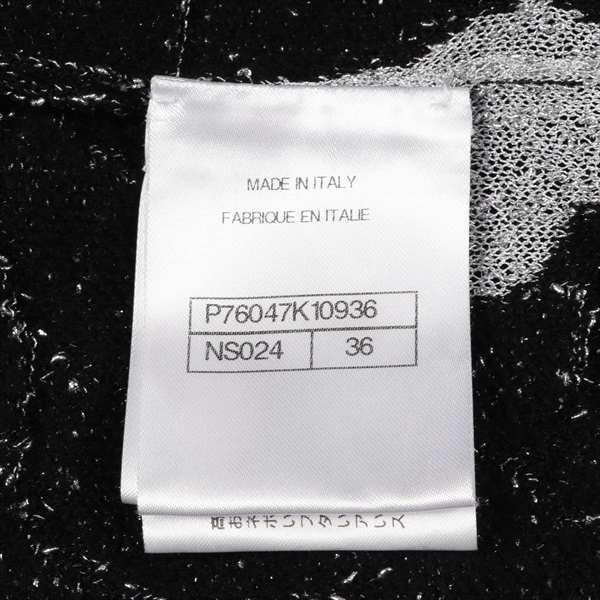 MADE IN ITALY
FABRIQUE EN ITALIE
P76047K10936
NS024 36